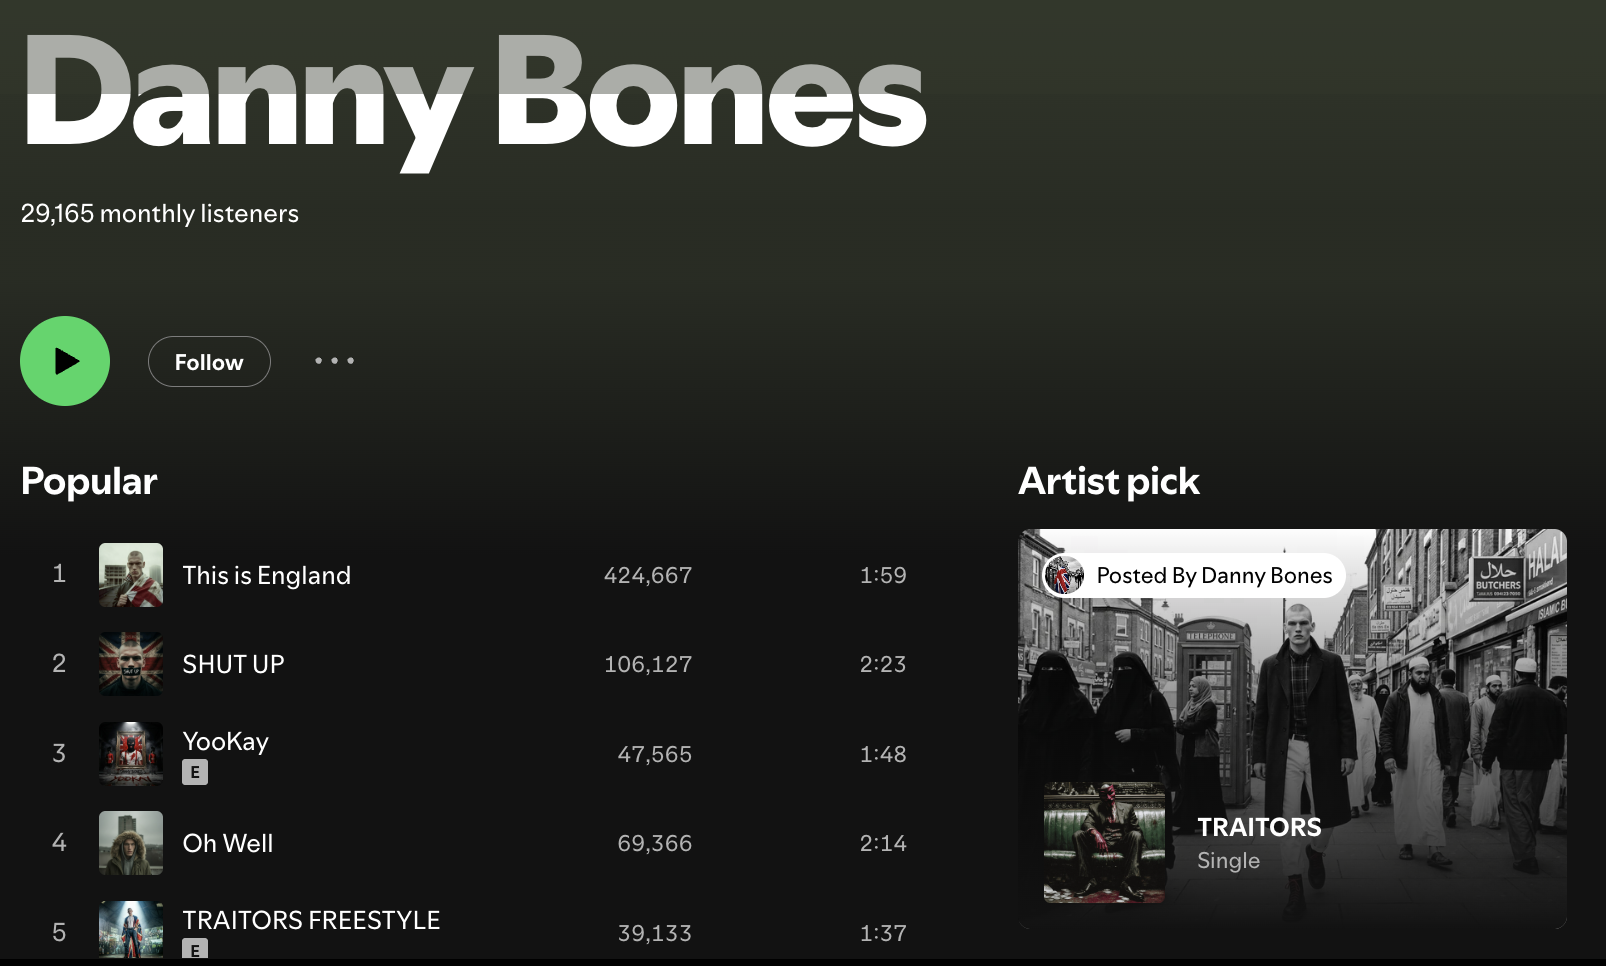 Danny Bones
29,165 monthly listeners
Follow
Popular
1 This is England 424,667 1:59
2 SHUT UP 106,127 2:23
3 YooKay 47,565 1:48
E
4 Oh Well 69,366 2:14
5 TRAITORS FREESTYLE 39,133 1:37
E
Artist pick
Posted By Danny Bones
TELEPHONE
حلال
BUTCHERS
HALAL
ISLAMIC B
TRAITORS
Single